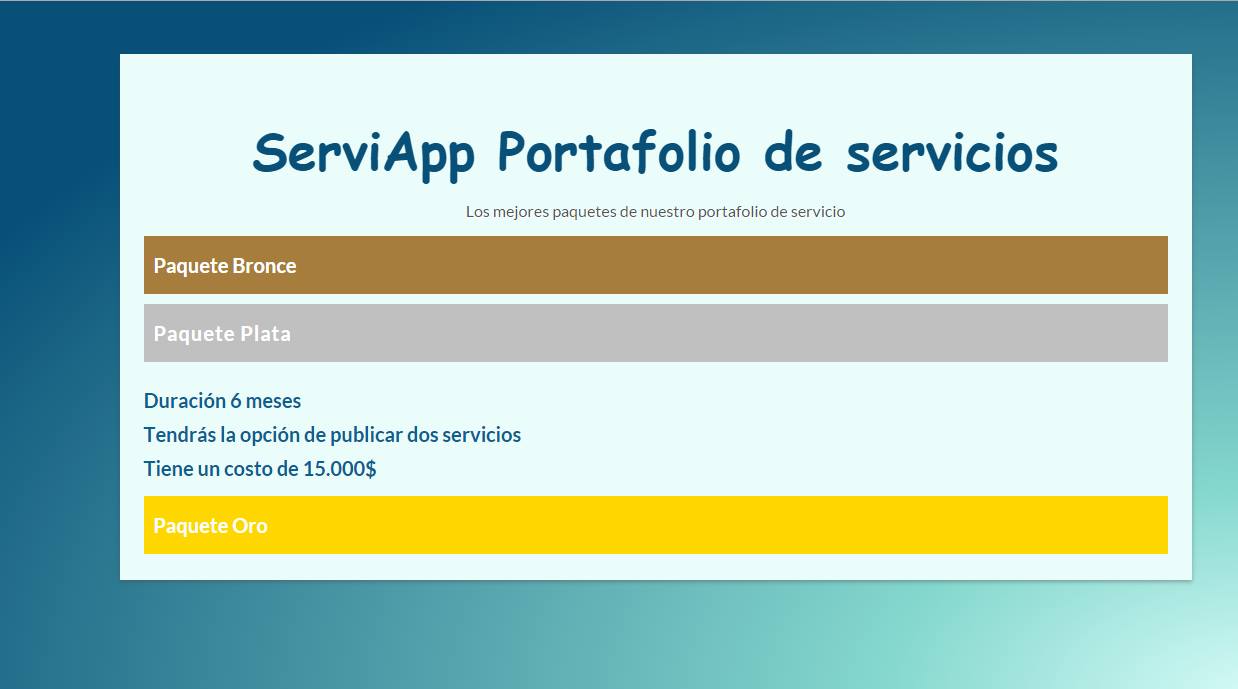 ServiApp Portafolio de servicios
Los mejores paquetes de nuestro portafolio de servicio
Paquete Bronce
Paquete Plata
Duración 6 meses
Tendrás la opción de publicar dos servicios
Tiene un costo de 15.000$
Paquete Oro